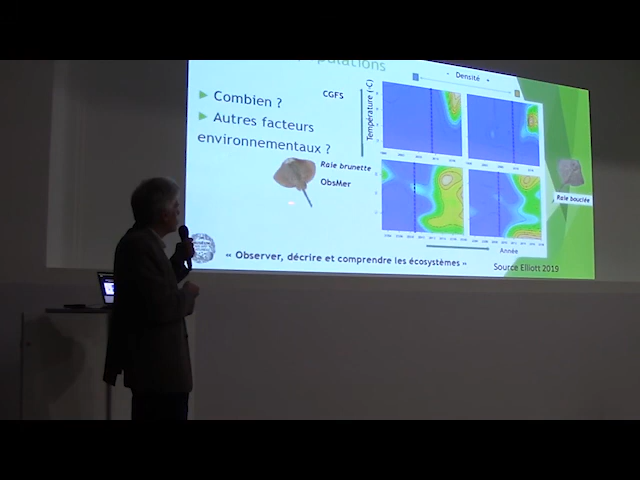 Combien ?
Autres facteurs
environnementaux ?
CGFS
Raie brunette
ObsMer
- Densité +
Température (°C)
Année
Raie bouclée
« Observer, décrire et comprendre les écosystèmes »
Source Elliott 2019